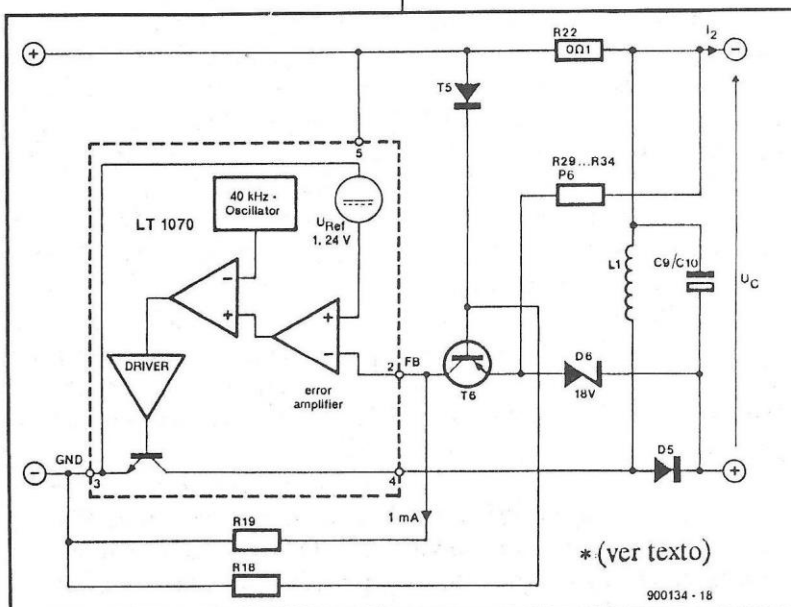 R22
0Ω1
I2
+
−
T5
5
R29...R34
P6
40 kHz -
Oscillator
LT 1070
URef
1, 24 V
−
+
L1
C9/C10
UC
+
−
DRIVER
2
FB
error
amplifier
T6
D6
18V
GND
−
3
4
D5
+
1 mA
R19
R18
* (ver texto)
900134 - 18